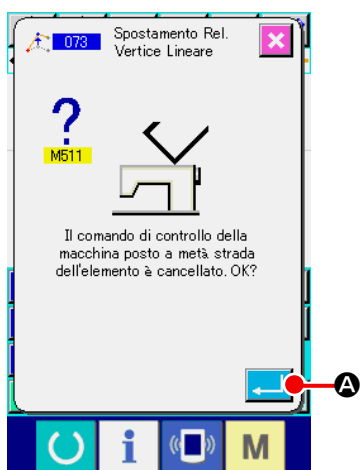 073
Spostamento Rel.
Vertice Lineare
?
M511
Il comando di controllo della
macchina posto a metà strada
dell'elemento è cancellato. OK?
A
i
M